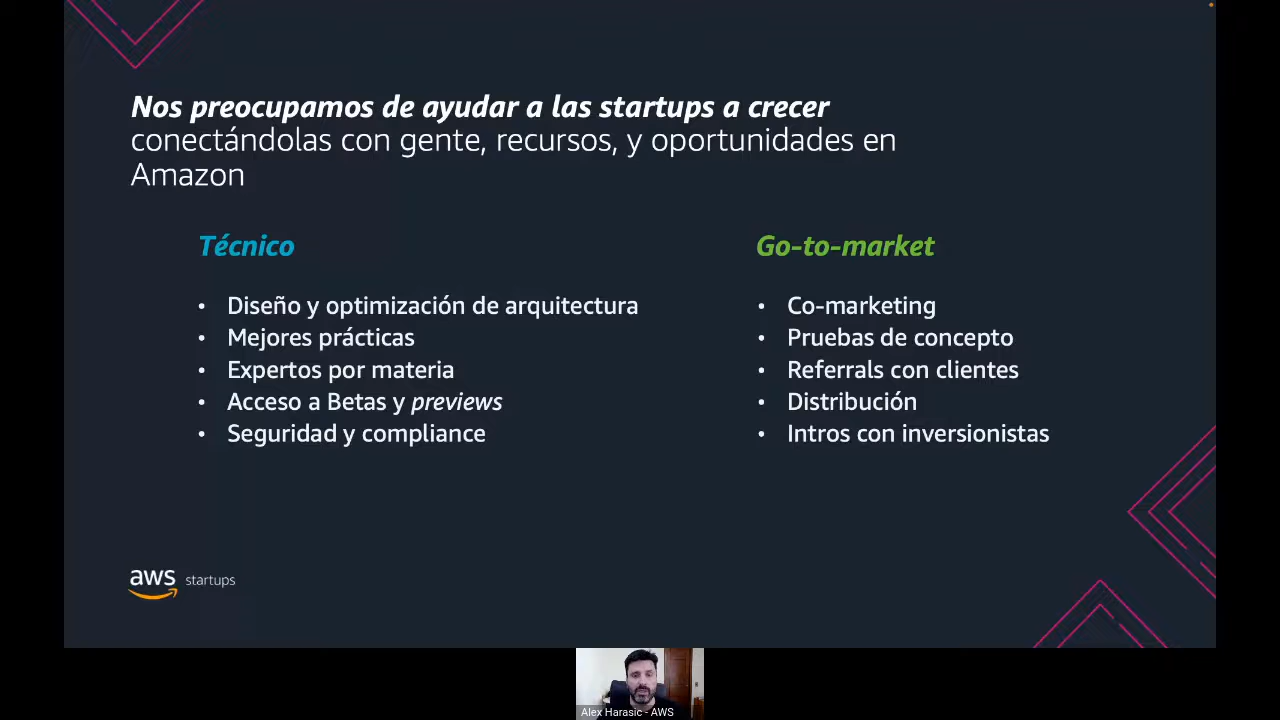 Nos preocupamos de ayudar a las startups a crecer
conectándolas con gente, recursos, y oportunidades en
Amazon
Técnico
• Diseño y optimización de arquitectura
• Mejores prácticas
• Expertos por materia
• Acceso a Betas y previews
• Seguridad y compliance
Go-to-market
• Co-marketing
• Pruebas de concepto
• Referrals con clientes
• Distribución
• Intros con inversionistas
aws startups
Alex Harasic - AWS